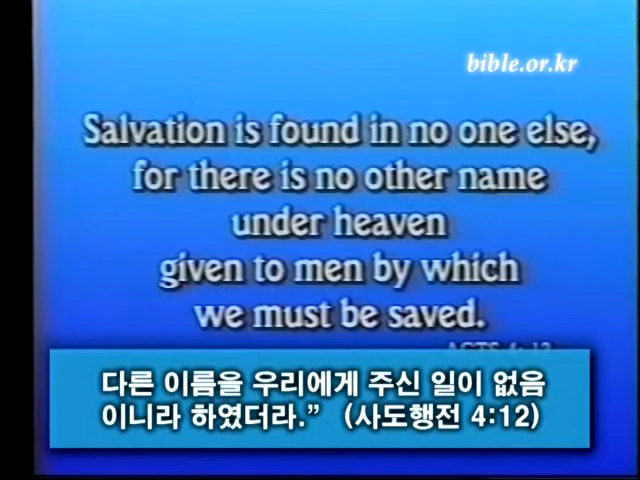 bible.or.kr
Salvation is found in no one else,
for there is no other name
under heaven
given to men by which
we must be saved.
ACTS 4:12
다른 이름을 우리에게 주신 일이 없음
이니라 하였더라.” (사도행전 4:12)